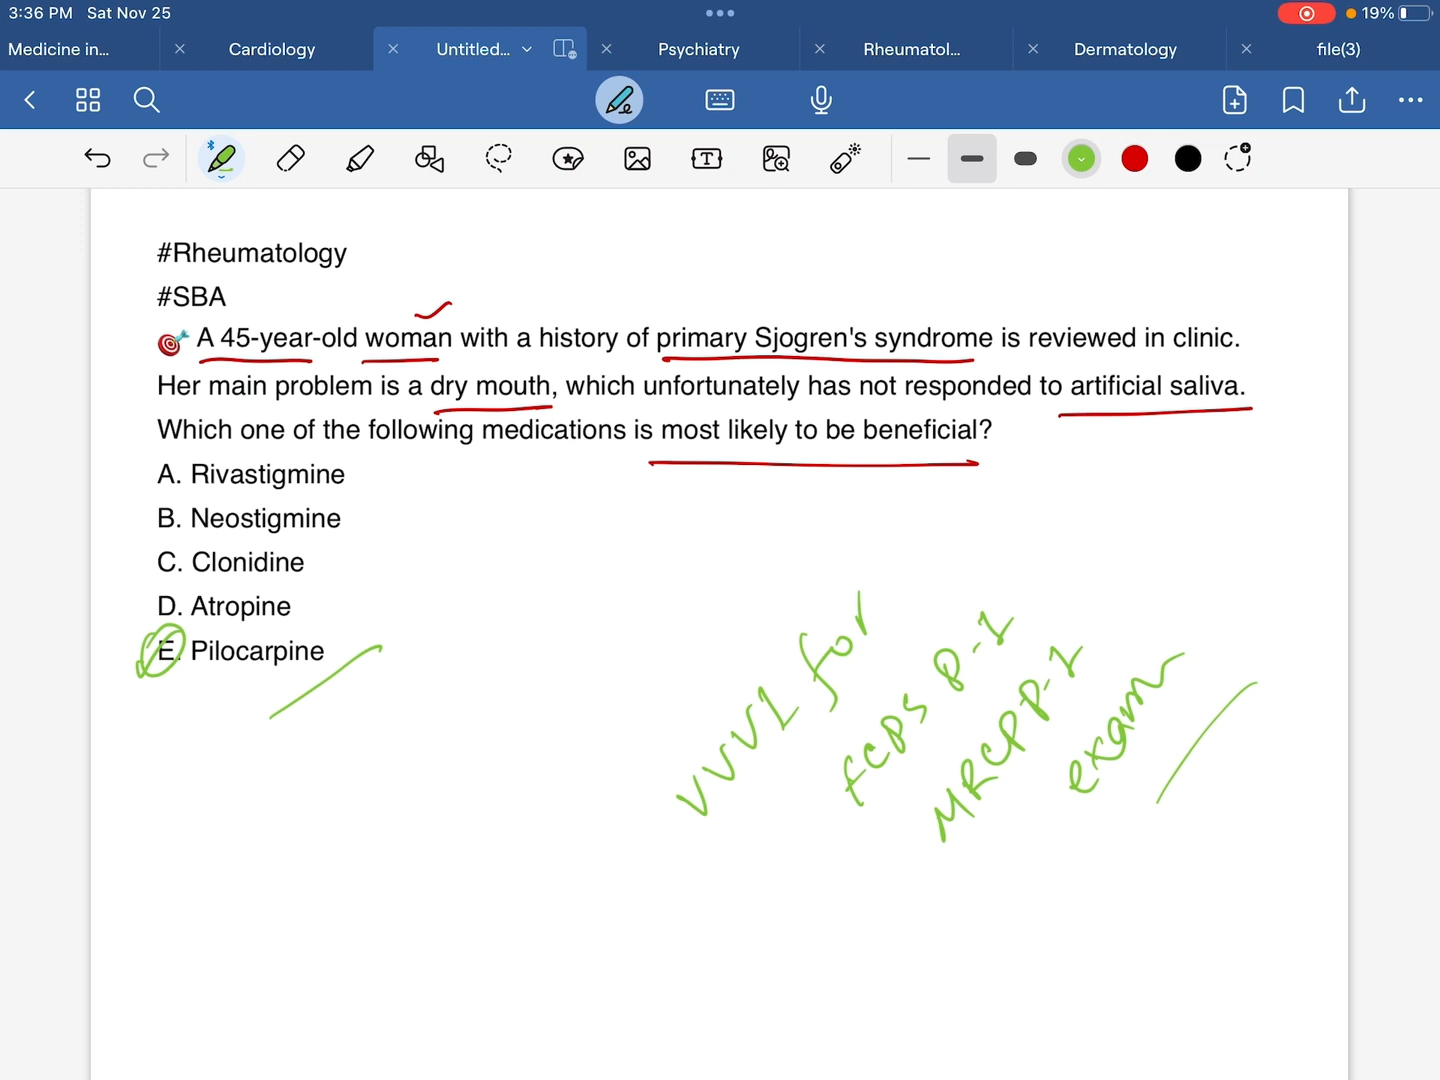 3:36 PM Sat Nov 25
19%
Medicine in...
Cardiology
Untitled...
Psychiatry
Rheumatol...
Dermatology
file(3)
#Rheumatology
#SBA
🎯 A 45-year-old woman with a history of primary Sjogren's syndrome is reviewed in clinic.
Her main problem is a dry mouth, which unfortunately has not responded to artificial saliva.
Which one of the following medications is most likely to be beneficial?
A. Rivastigmine
B. Neostigmine
C. Clonidine
D. Atropine
E. Pilocarpine
VVVI for
FCPS P-1
MRCP P-1
exam